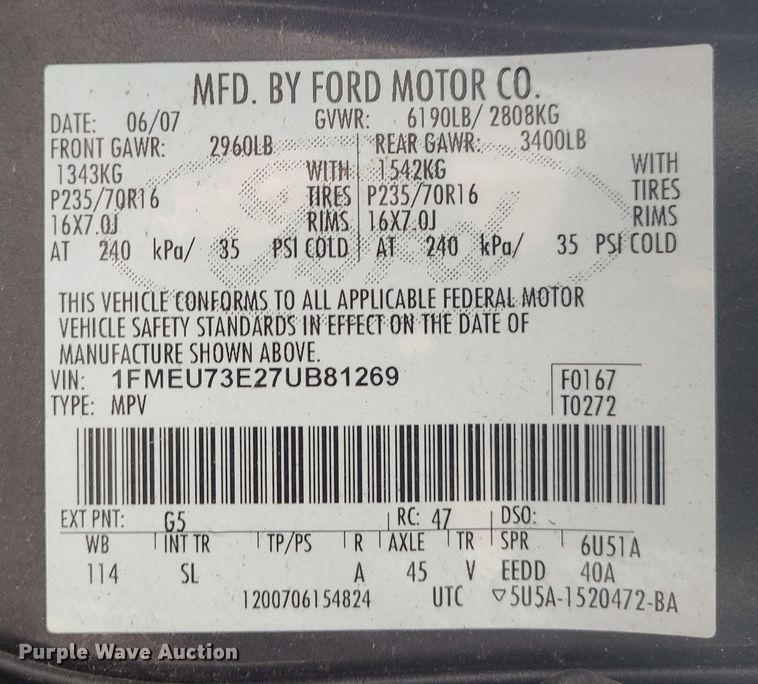 MFD. BY FORD MOTOR CO.
DATE: 06/07 GVWR: 6190LB/ 2808KG
FRONT GAWR: 2960LB REAR GAWR: 3400LB
1343KG WITH 1542KG WITH
P235/70R16 TIRES P235/70R16 TIRES
16X7.0J RIMS 16X7.0J RIMS
AT 240 kPa/ 35 PSI COLD AT 240 kPa/ 35 PSI COLD
THIS VEHICLE CONFORMS TO ALL APPLICABLE FEDERAL MOTOR
VEHICLE SAFETY STANDARDS IN EFFECT ON THE DATE OF
MANUFACTURE SHOWN ABOVE.
VIN: 1FMEU73E27UB81269 F0167
TYPE: MPV T0272
EXT PNT: G5 RC: 47 DSO:
WB INT TR TP/PS R AXLE TR SPR 6U51A
114 SL A 45 V EEDD 40A
1200706154824 UTC ▽5U5A-1520472-BA
Purple Wave Auction